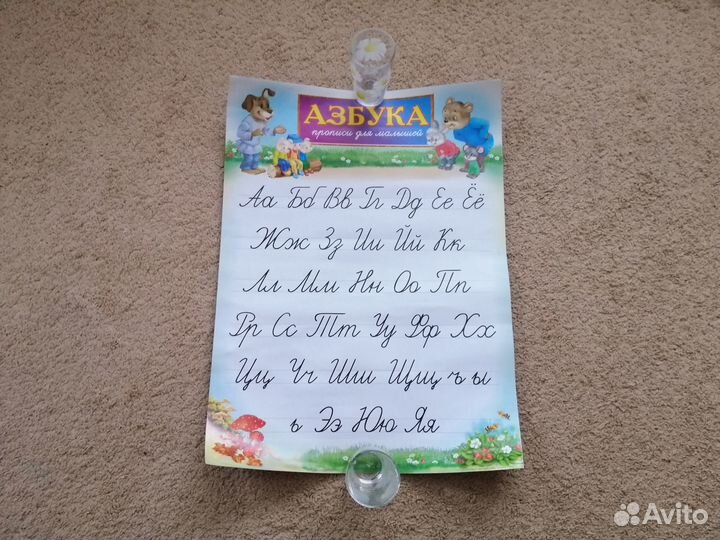 АЗБУКА
прописи для малышей
Аа Бб Вв Гг Дд Ее Ёё
Жж Зз Ии Йй Кк
Лл Мм Нн Оо Пп
Рр Сс Тт Уу Фф Хх
Цц Чч Шш Щщ ъ ы
ь Ээ Юю Яя
Avito